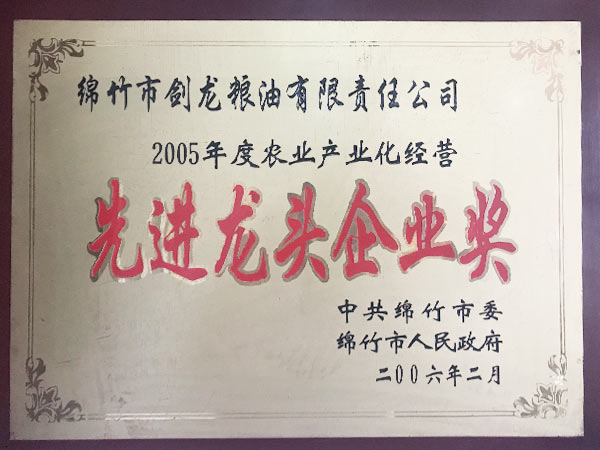 绵竹市剑龙粮油有限责任公司
2005年度农业产业化经营
先进龙头企业奖
中共绵竹市委
绵竹市人民政府
二00六年二月